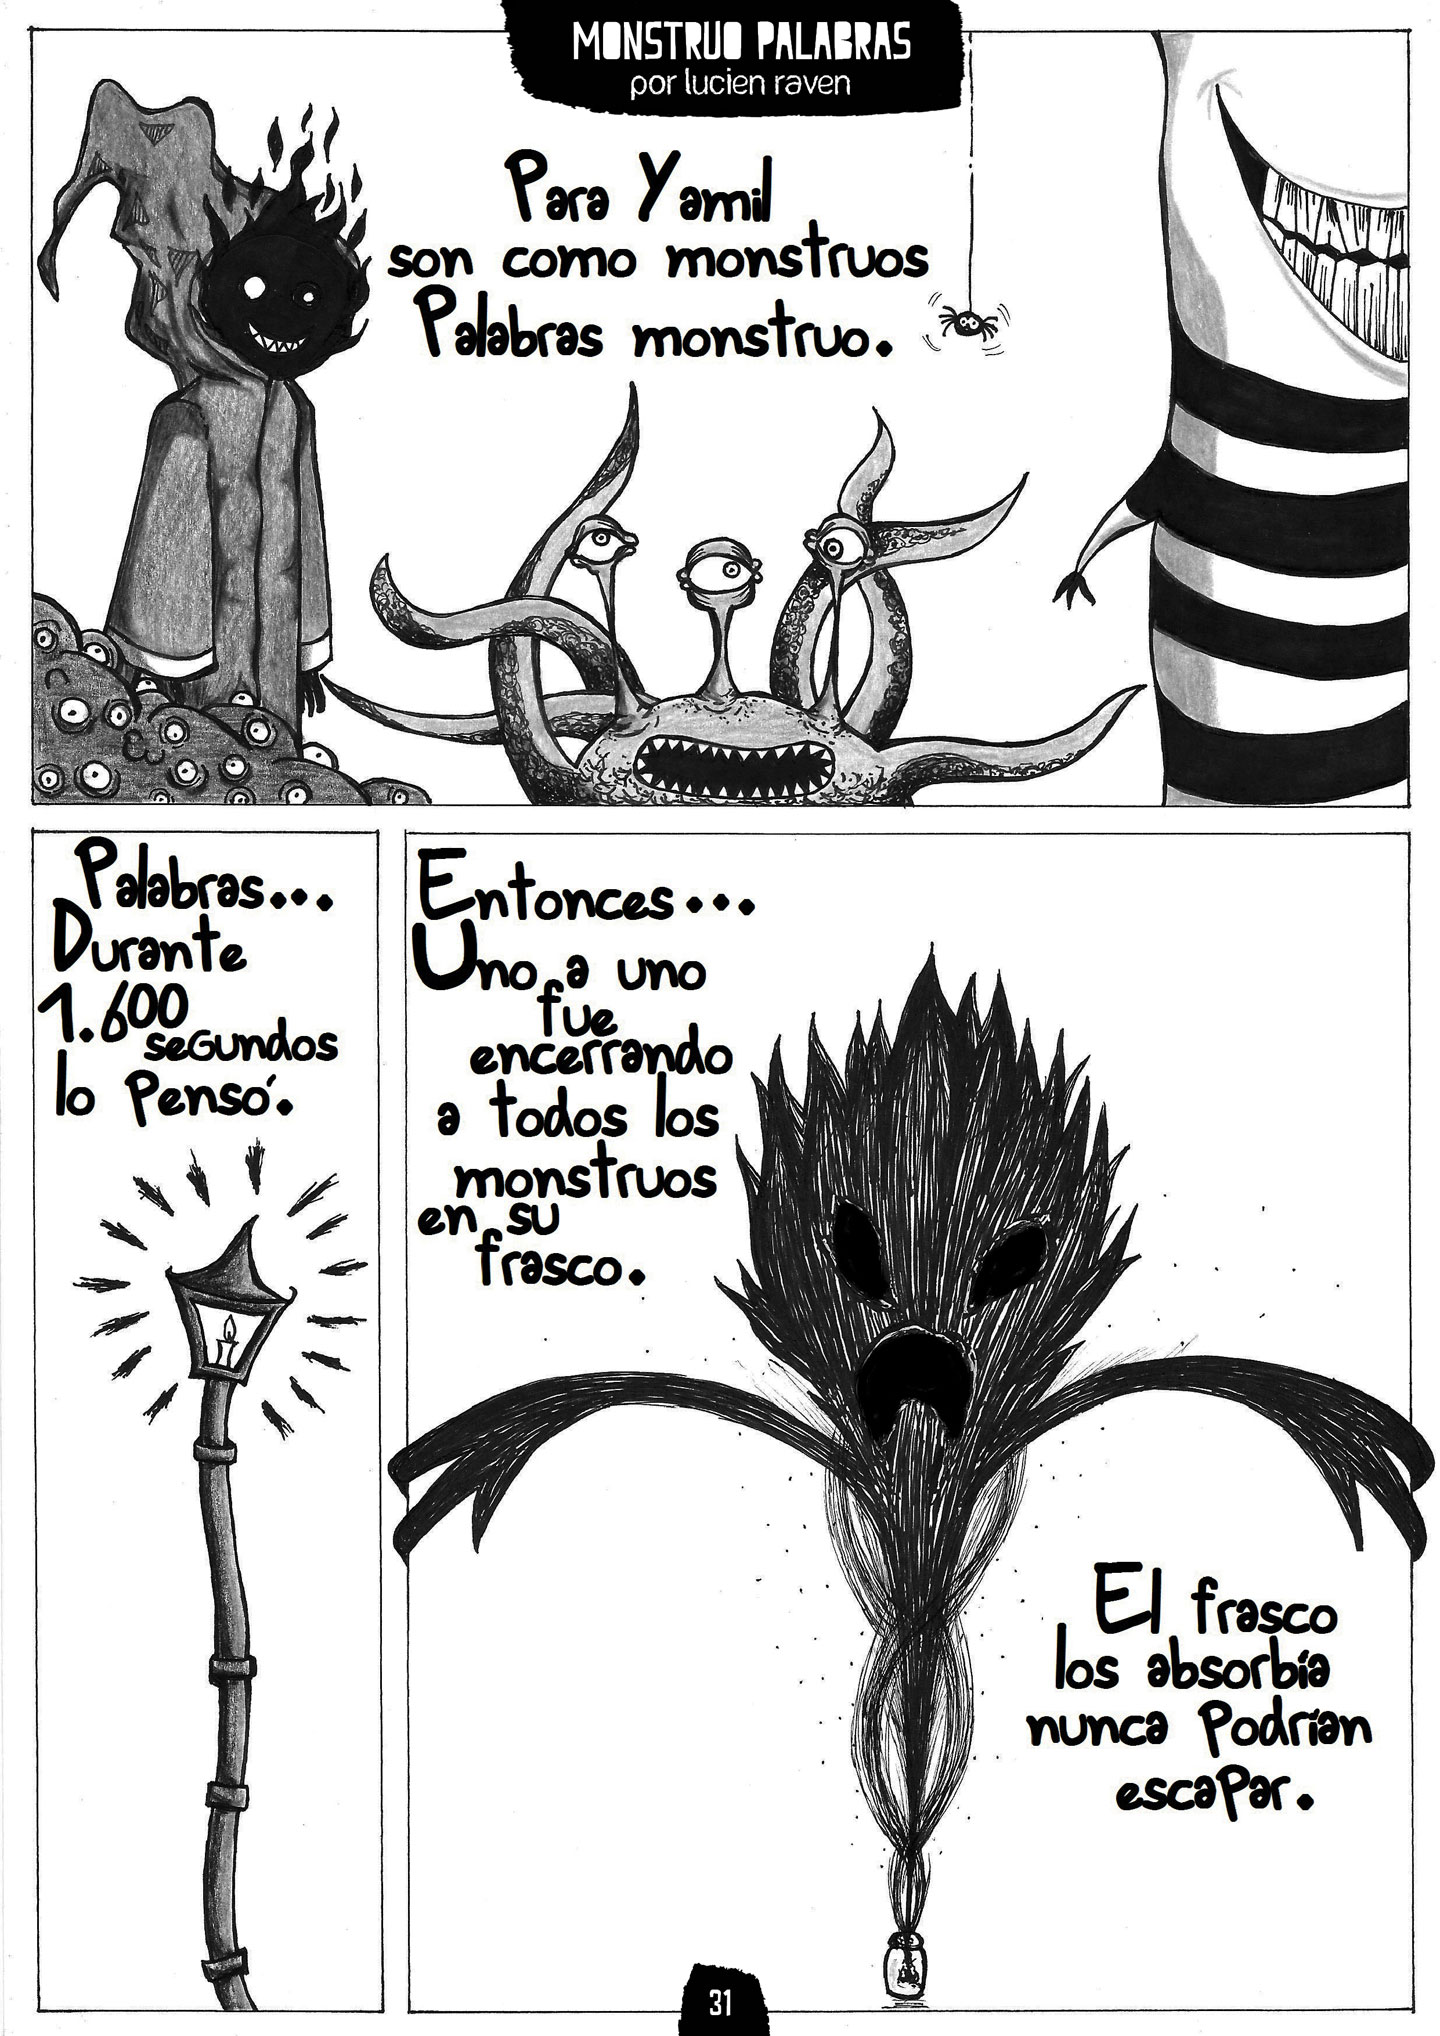 MONSTRUO PALABRAS
por lucien raven
Para Yamil
son como monstruos
Palabras monstruo.
Palabras...
Durante
1.600
segundos
lo Pensó.
Entonces...
Uno a uno
fue
encerrando
a todos los
monstruos
en su
frasco.
El frasco
los absorbía
nunca Podrían
escapar.
31